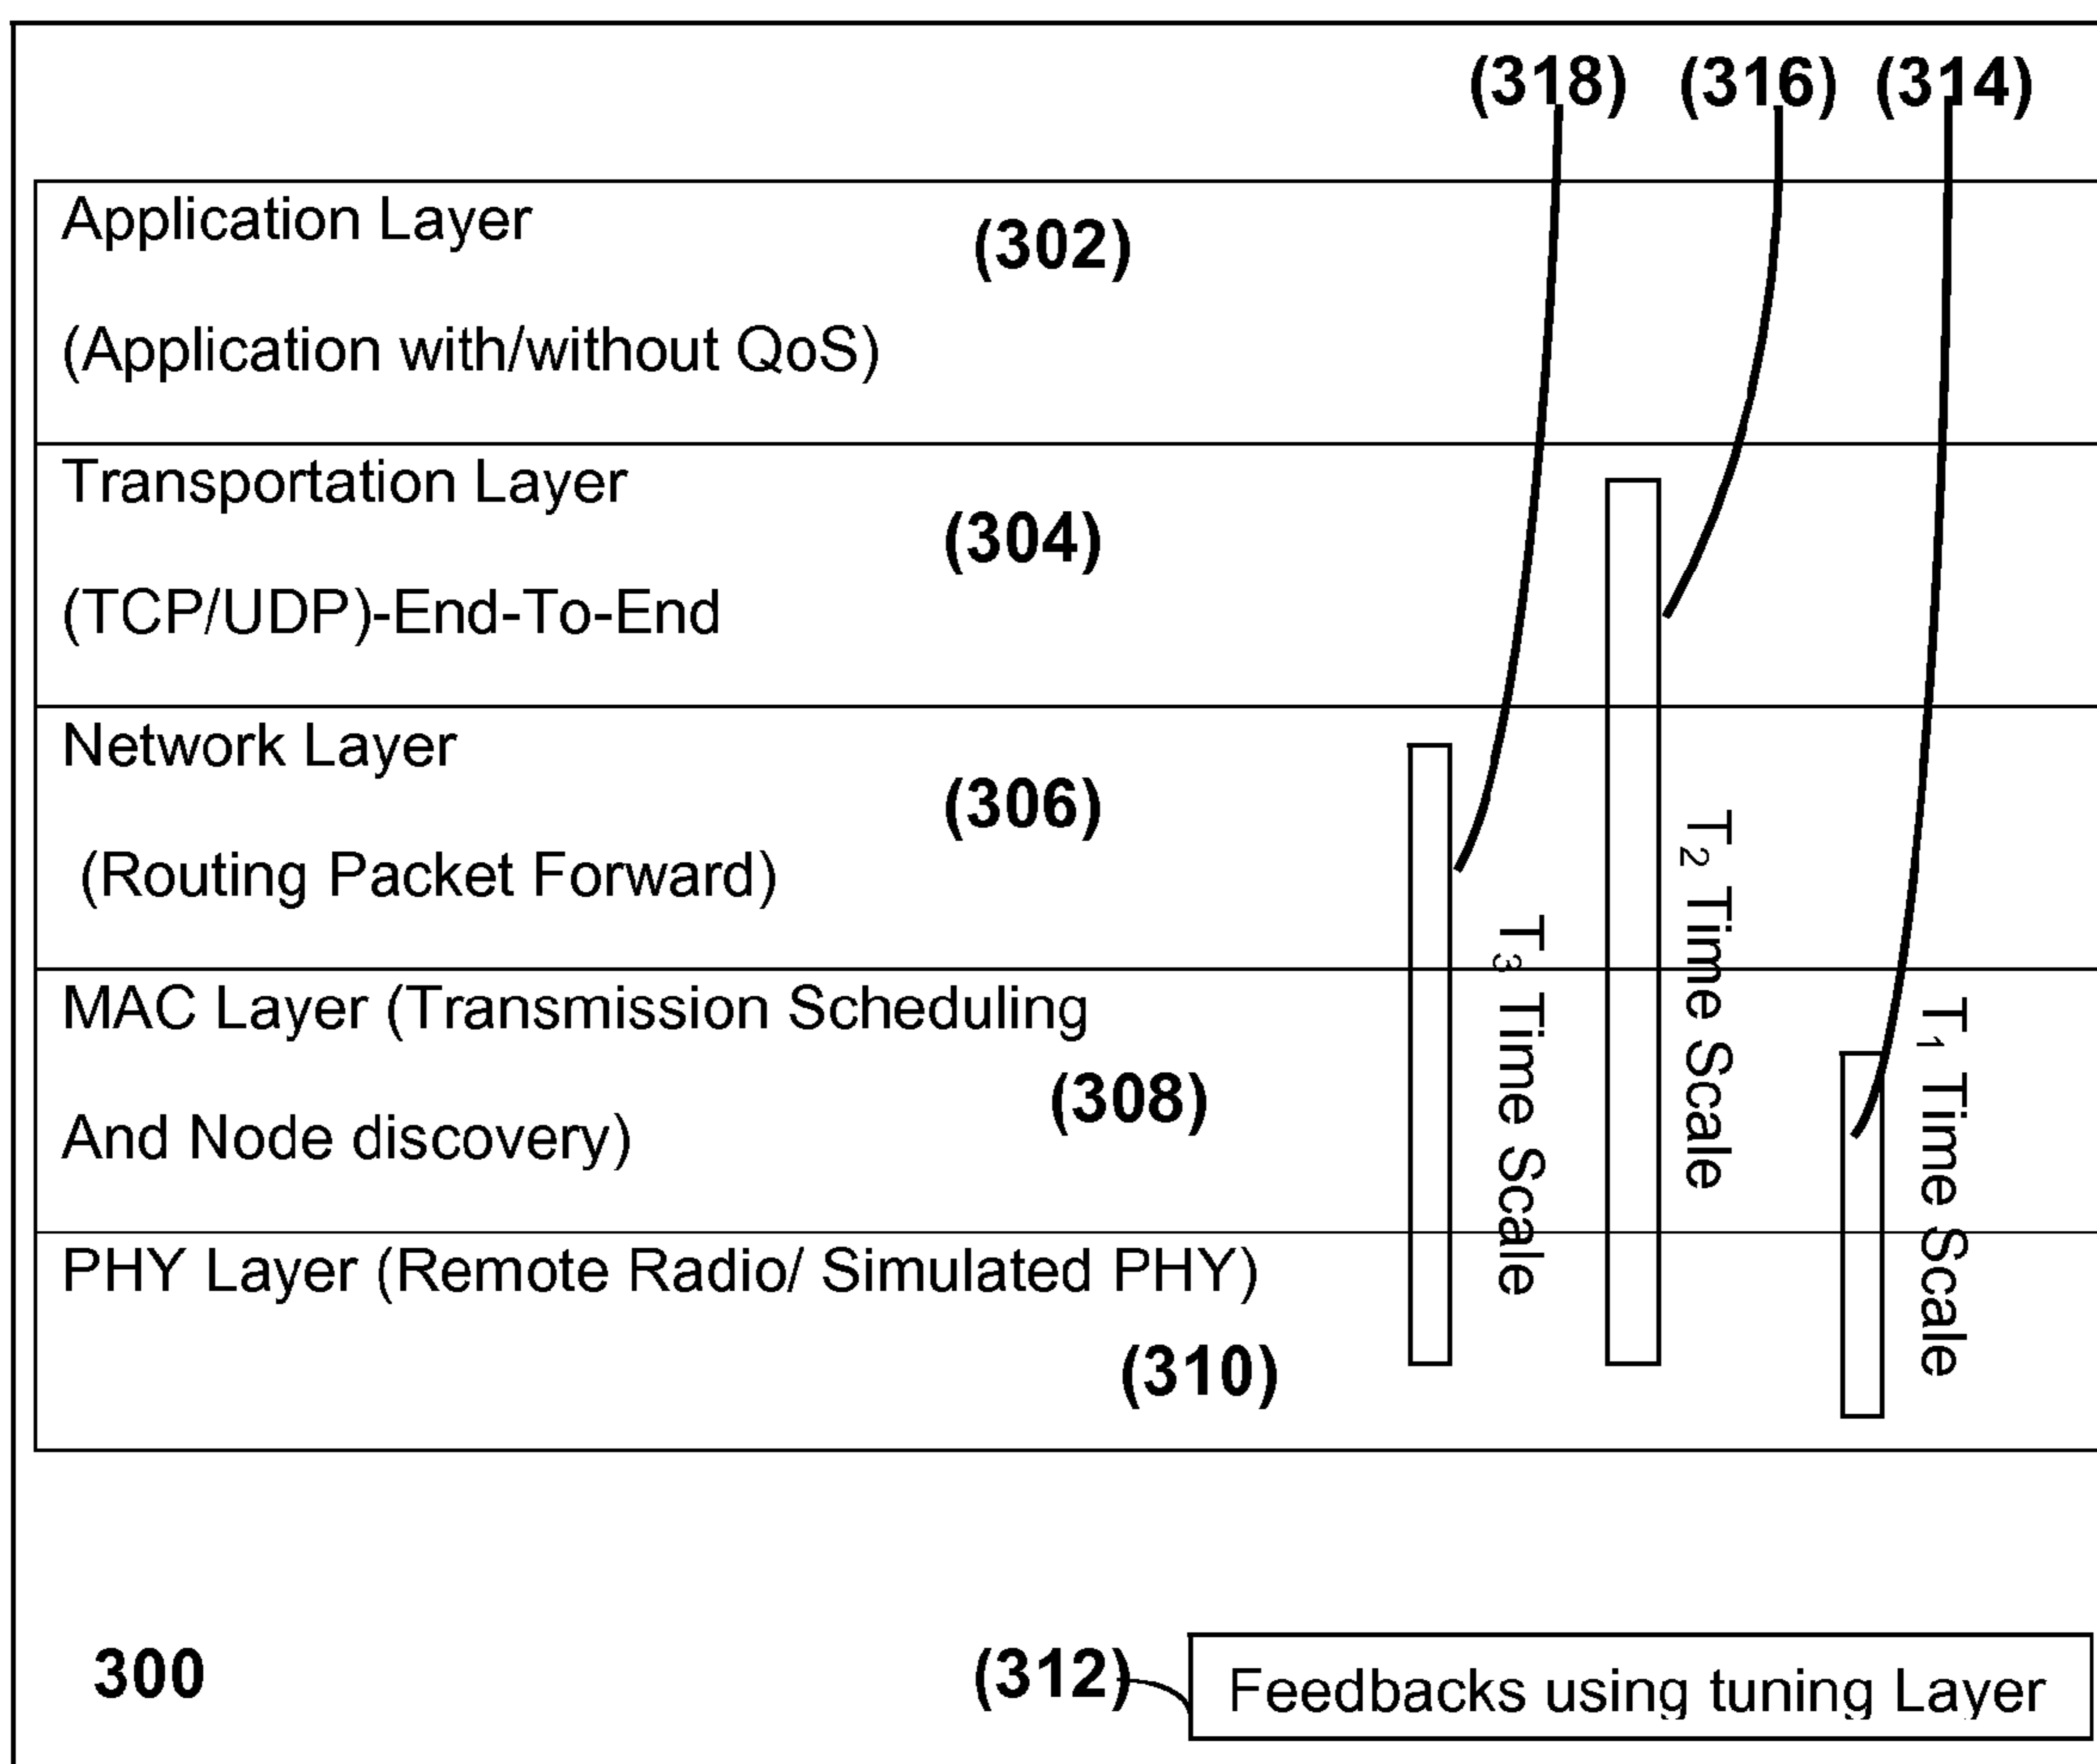 (318) (316) (314)
Application Layer
(302)
(Application with/without QoS)
Transportation Layer
(304)
(TCP/UDP)-End-To-End
Network Layer
(306)
(Routing Packet Forward)
MAC Layer (Transmission Scheduling
(308)
And Node discovery)
PHY Layer (Remote Radio/ Simulated PHY)
(310)
T3 Time Scale
T2 Time Scale
T1 Time Scale
300
(312)
Feedbacks using tuning Layer